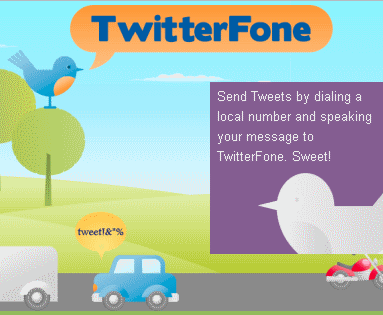 TwitterFone
Send Tweets by dialing a
local number and speaking
your message to
TwitterFone. Sweet!
tweet!&*%